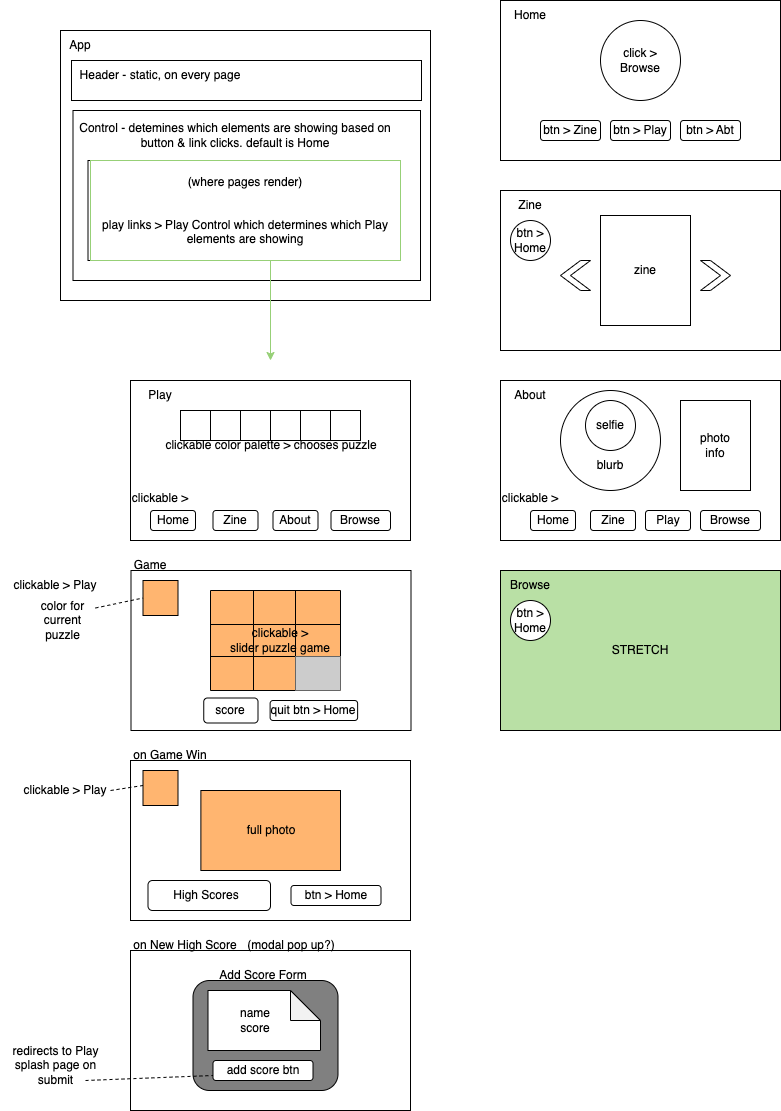 App
Header - static, on every page
Control - detemines which elements are showing based on
button & link clicks. default is Home
(where pages render)
play links > Play Control which determines which Play
elements are showing
Home
click >
Browse
btn > Zine
btn > Play
btn > Abt
Zine
btn >
Home
zine
Play
clickable color palette > chooses puzzle
clickable >
Home
Zine
About
Browse
About
selfie
blurb
photo
info
clickable >
Home
Zine
Play
Browse
Game
clickable > Play
color for
current
puzzle
clickable >
slider puzzle game
score
quit btn > Home
Browse
btn >
Home
STRETCH
on Game Win
clickable > Play
full photo
High Scores
btn > Home
on New High Score (modal pop up?)
Add Score Form
name
score
add score btn
redirects to Play
splash page on
submit